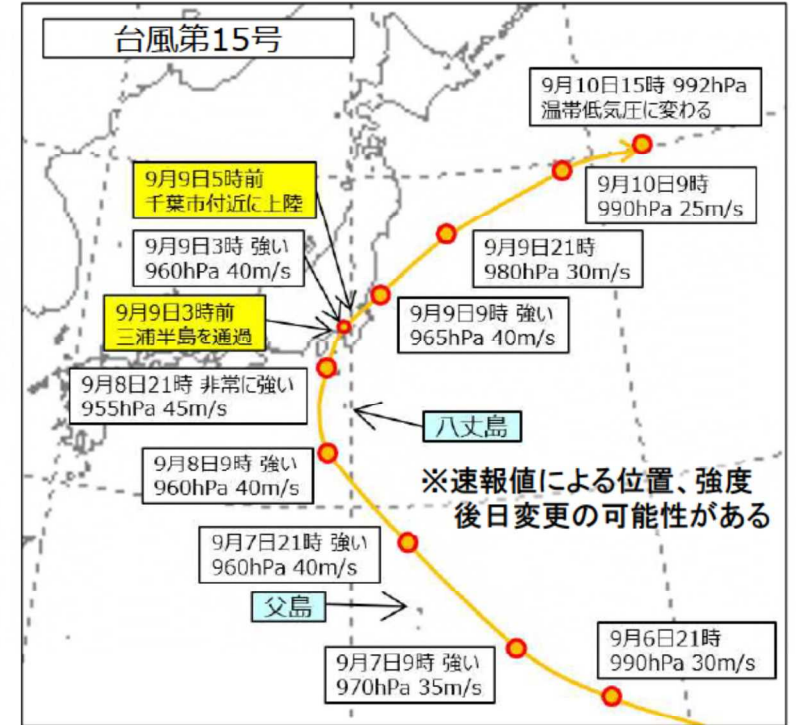 台風第15号
9月10日15時 992hPa
温帯低気圧に変わる
9月9日5時前
千葉市付近に上陸
9月10日9時
990hPa 25m/s
9月9日3時 強い
960hPa 40m/s
9月9日21時
980hPa 30m/s
9月9日3時前
三浦半島を通過
9月9日9時 強い
965hPa 40m/s
9月8日21時 非常に強い
955hPa 45m/s
八丈島
9月8日9時 強い
960hPa 40m/s
※速報値による位置、強度
後日変更の可能性がある
9月7日21時 強い
960hPa 40m/s
父島
9月6日21時
990hPa 30m/s
9月7日9時 強い
970hPa 35m/s